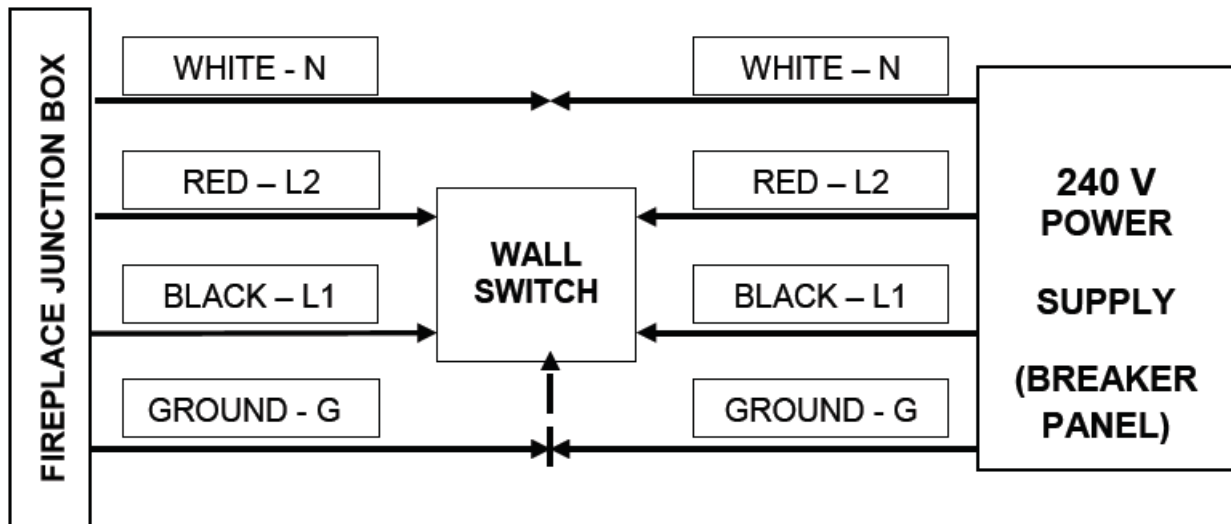 FIREPLACE JUNCTION BOX
WHITE - N
WHITE – N
RED – L2
RED – L2
BLACK – L1
BLACK – L1
GROUND - G
GROUND - G
WALL
SWITCH
240 V
POWER
SUPPLY
(BREAKER
PANEL)